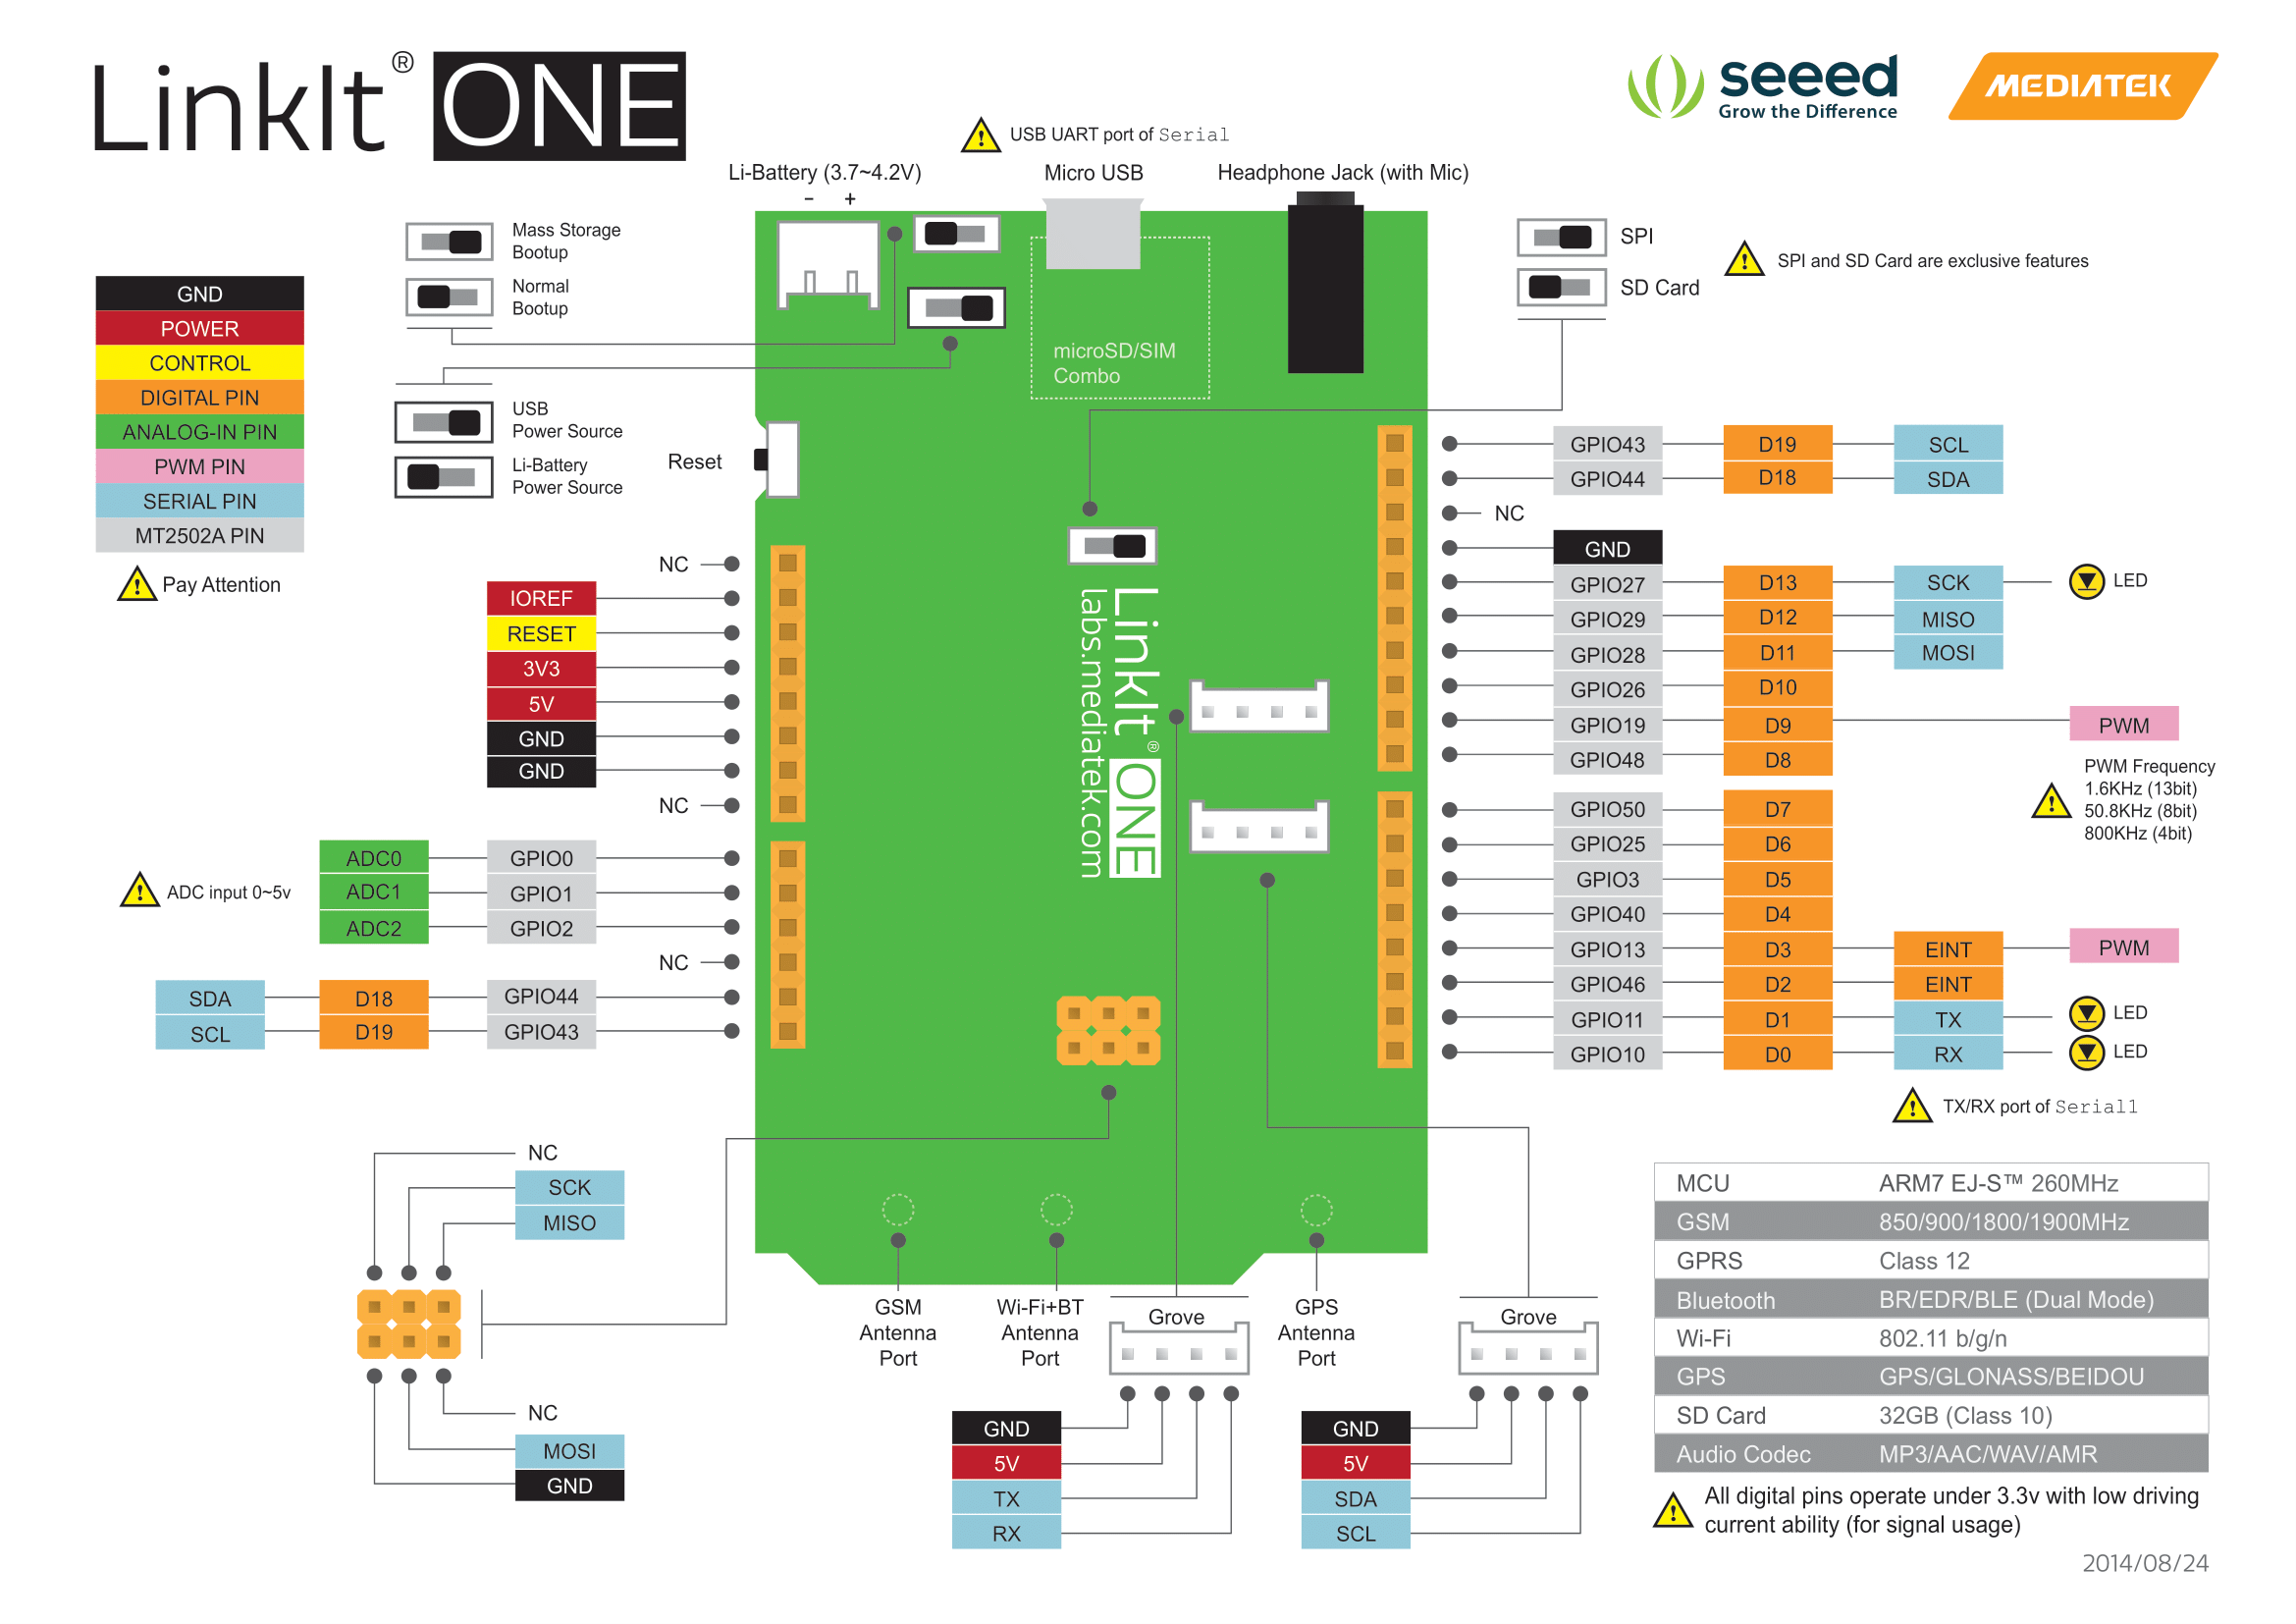 LinkIt® ONE
seeed
Grow the Difference
MEDIATEK
USB UART port of Serial
Li-Battery (3.7~4.2V)
- +
Micro USB
Headphone Jack (with Mic)
Mass Storage
Bootup
Normal
Bootup
USB
Power Source
Li-Battery
Power Source
Reset
microSD/SIM
Combo
SPI
SD Card
SPI and SD Card are exclusive features
GND
POWER
CONTROL
DIGITAL PIN
ANALOG-IN PIN
PWM PIN
SERIAL PIN
MT2502A PIN
Pay Attention
NC
IOREF
RESET
3V3
5V
GND
GND
NC
ADC0 GPIO0
ADC1 GPIO1
ADC2 GPIO2
ADC input 0~5v
NC
SDA D18 GPIO44
SCL D19 GPIO43
LinkIt® ONE
labs.mediatek.com
GPIO43 D19 SCL
GPIO44 D18 SDA
NC
GND
GPIO27 D13 SCK LED
GPIO29 D12 MISO
GPIO28 D11 MOSI
GPIO26 D10
GPIO19 D9 PWM
GPIO48 D8
PWM Frequency
1.6KHz (13bit)
50.8KHz (8bit)
800KHz (4bit)
GPIO50 D7
GPIO25 D6
GPIO3 D5
GPIO40 D4
GPIO13 D3 EINT PWM
GPIO46 D2 EINT
GPIO11 D1 TX LED
GPIO10 D0 RX LED
TX/RX port of Serial1
NC
SCK
MISO
NC
MOSI
GND
GSM
Antenna
Port
Wi-Fi+BT
Antenna
Port
Grove
GND
5V
TX
RX
GPS
Antenna
Port
Grove
GND
5V
SDA
SCL
MCU ARM7 EJ-S™ 260MHz
GSM 850/900/1800/1900MHz
GPRS Class 12
Bluetooth BR/EDR/BLE (Dual Mode)
Wi-Fi 802.11 b/g/n
GPS GPS/GLONASS/BEIDOU
SD Card 32GB (Class 10)
Audio Codec MP3/AAC/WAV/AMR
All digital pins operate under 3.3v with low driving
current ability (for signal usage)
2014/08/24